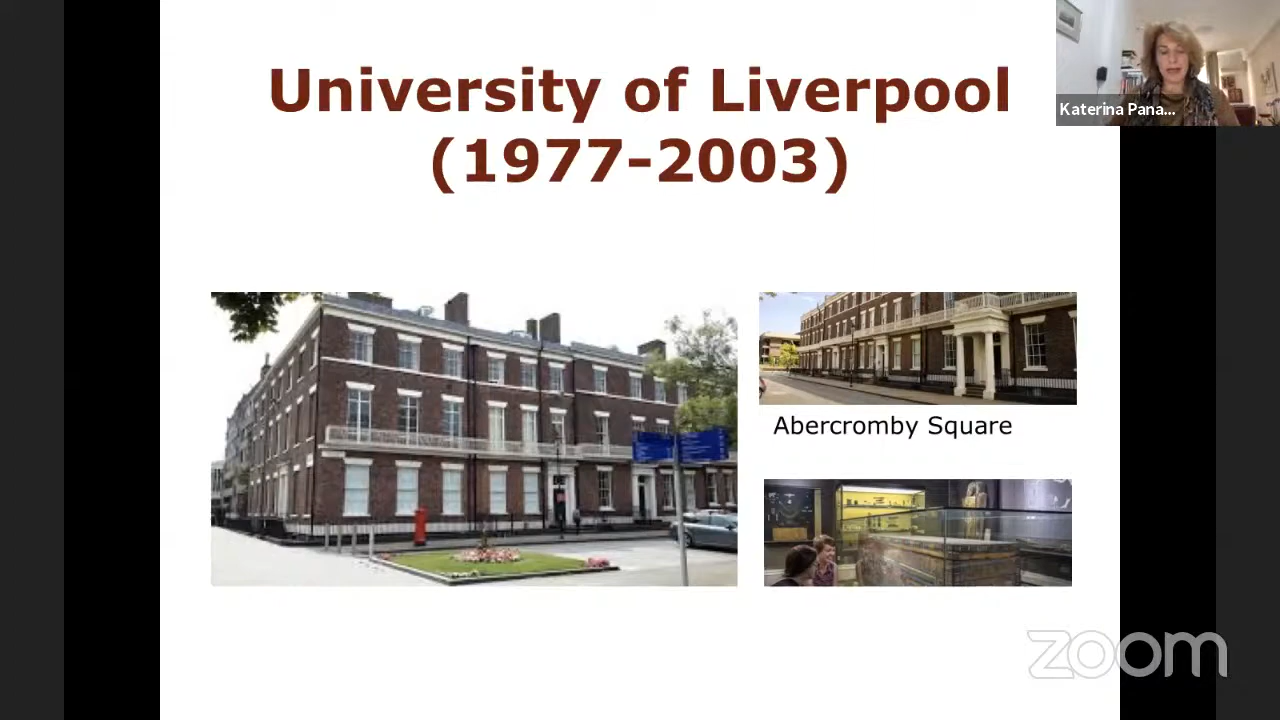 University of Liverpool
(1977-2003)
Katerina Pana...
Abercromby Square
zoom